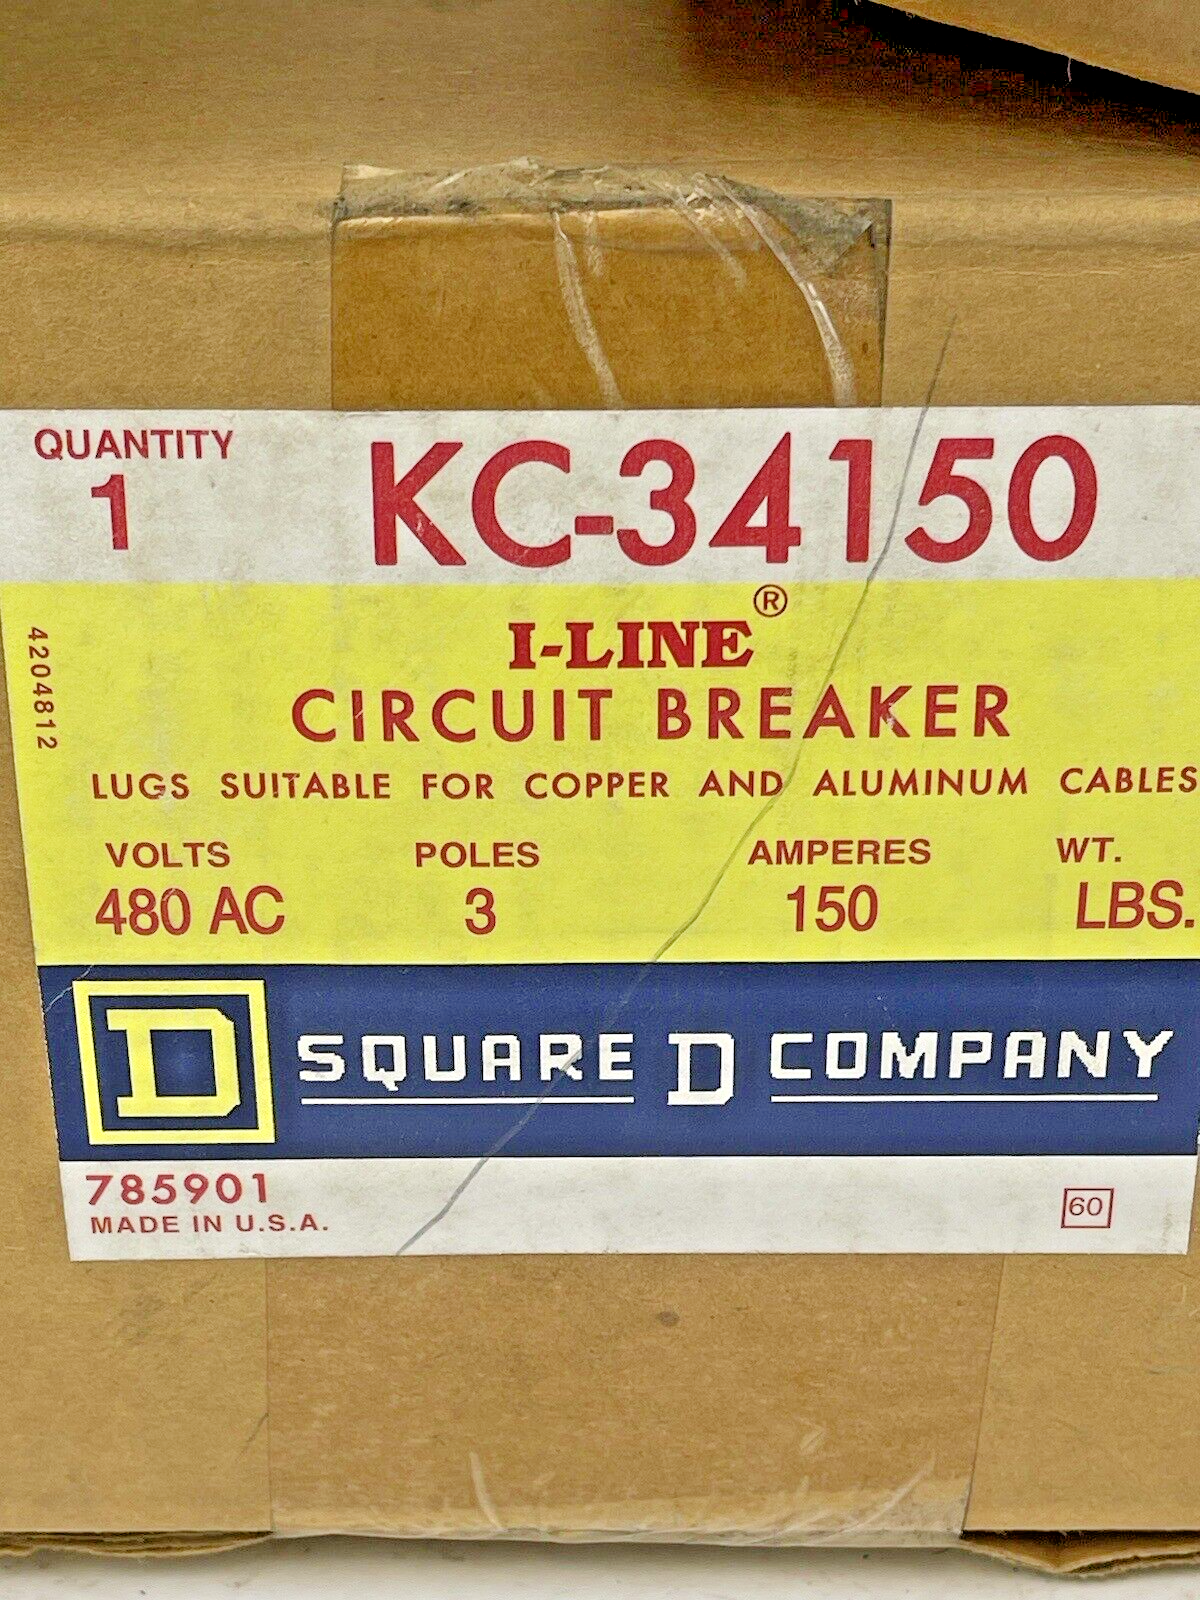 QUANTITY
1
KC-34150
I-LINE®
CIRCUIT BREAKER
LUGS SUITABLE FOR COPPER AND ALUMINUM CABLES
VOLTS POLES AMPERES WT.
480 AC 3 150 LBS.
4204812
D SQUARE D COMPANY
785901
MADE IN U.S.A.
60